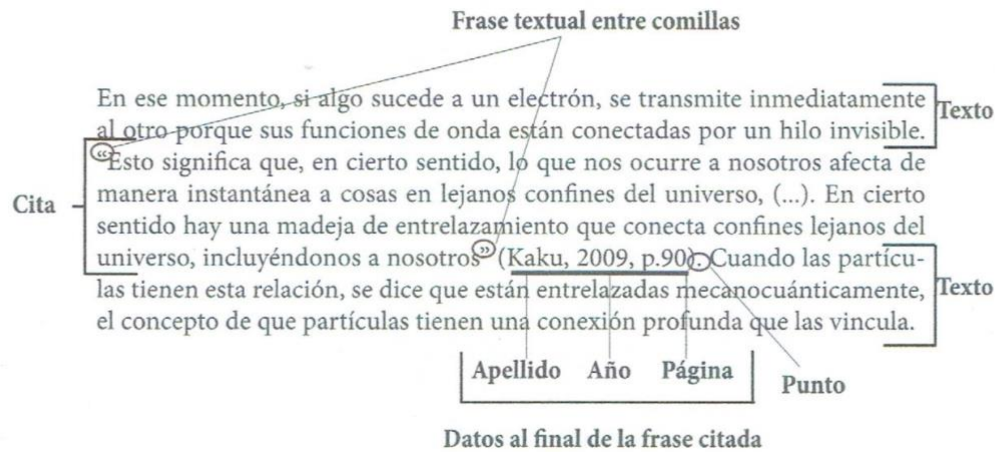 Frase textual entre comillas
En ese momento, si algo sucede a un electrón, se transmite inmediatamente
al otro porque sus funciones de onda están conectadas por un hilo invisible.
Texto
“Esto significa que, en cierto sentido, lo que nos ocurre a nosotros afecta de
manera instantánea a cosas en lejanos confines del universo, (...). En cierto
Cita
sentido hay una madeja de entrelazamiento que conecta confines lejanos del
universo, incluyéndonos a nosotros” (Kaku, 2009, p.90). Cuando las partícu-
las tienen esta relación, se dice que están entrelazadas mecanocuánticamente,
Texto
el concepto de que partículas tienen una conexión profunda que las vincula.
Apellido Año Página
Punto
Datos al final de la frase citada